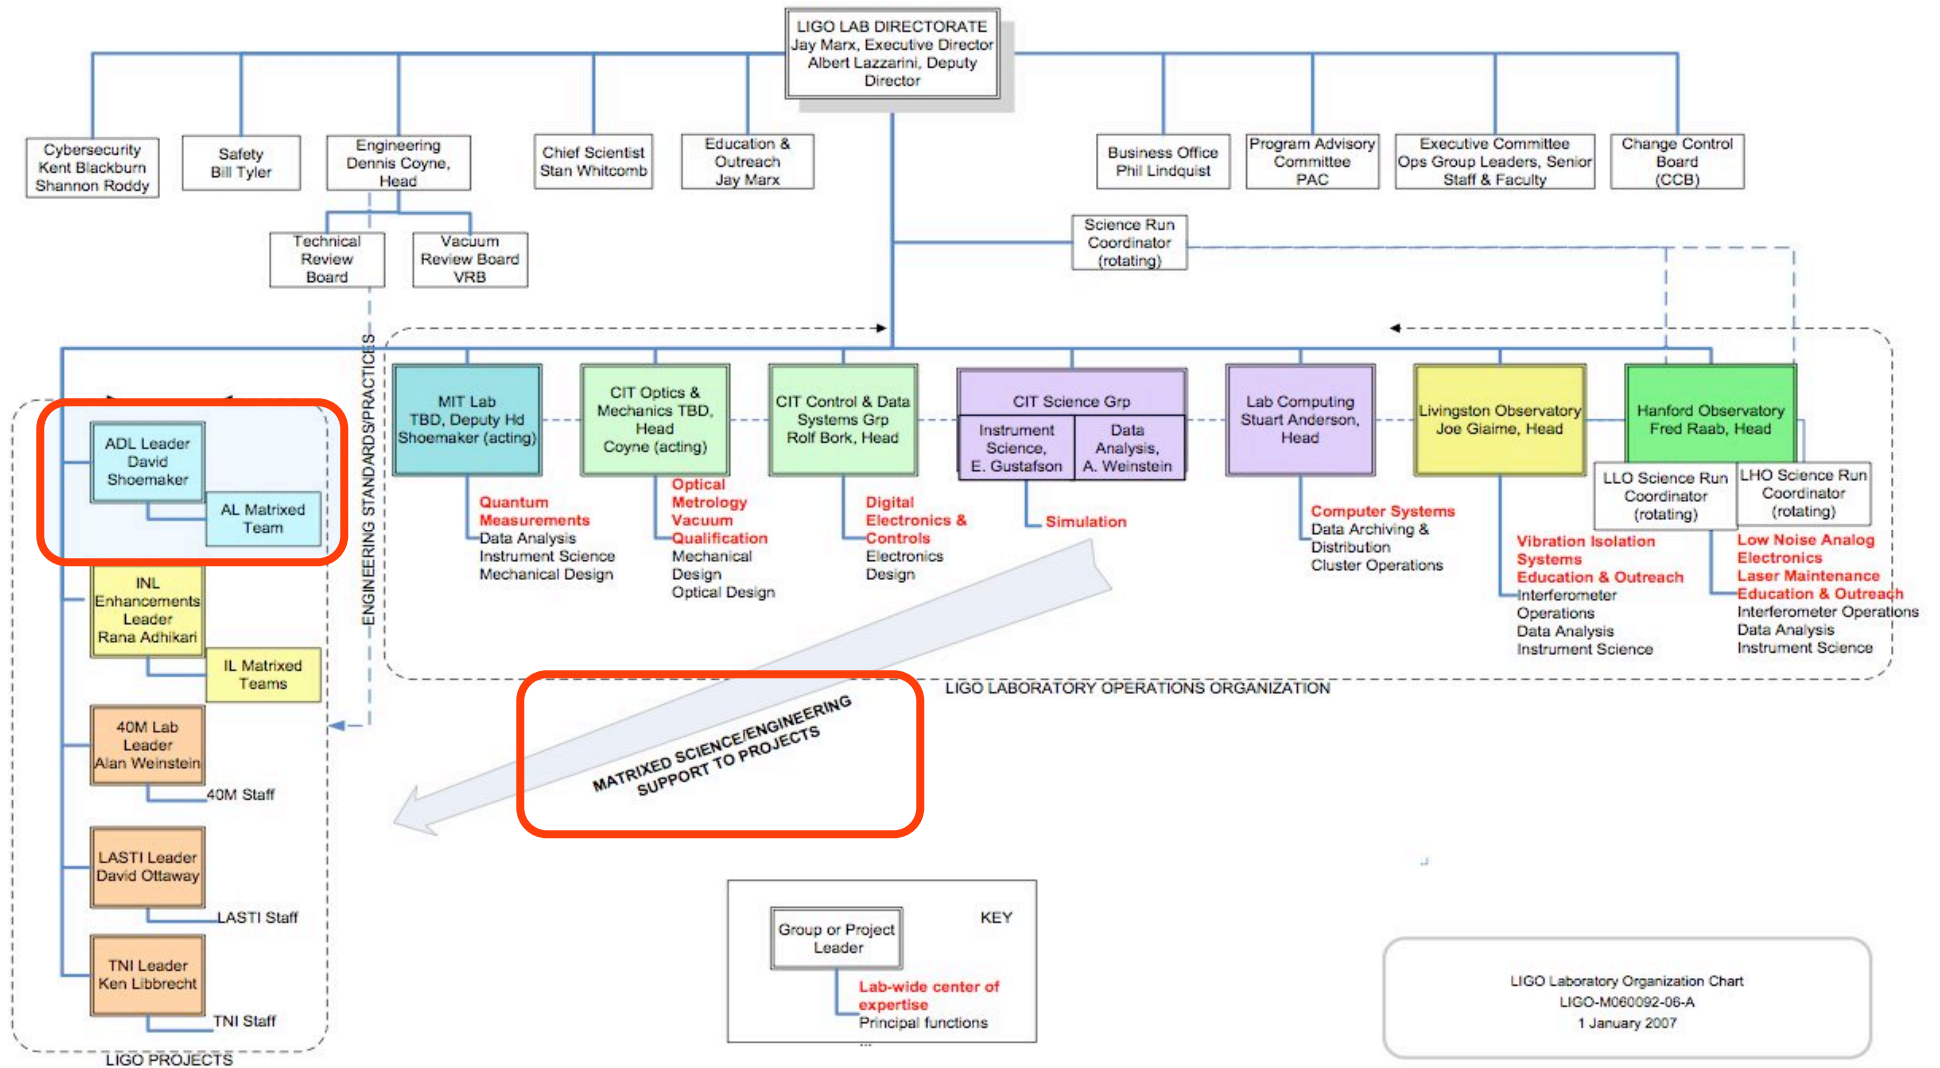 LIGO LAB DIRECTORATE
Jay Marx, Executive Director
Albert Lazzarini, Deputy
Director
Cybersecurity
Kent Blackburn
Shannon Roddy
Safety
Bill Tyler
Engineering
Dennis Coyne,
Head
Chief Scientist
Stan Whitcomb
Education &
Outreach
Jay Marx
Business Office
Phil Lindquist
Program Advisory
Committee
PAC
Executive Committee
Ops Group Leaders, Senior
Staff & Faculty
Change Control
Board
(CCB)
Technical
Review
Board
Vacuum
Review Board
VRB
Science Run
Coordinator
(rotating)
ENGINEERING STANDARDS/PRACTICES
ADL Leader
David
Shoemaker
AL Matrixed
Team
INL
Enhancements
Leader
Rana Adhikari
IL Matrixed
Teams
40M Lab
Leader
Alan Weinstein
40M Staff
LASTI Leader
David Ottaway
LASTI Staff
TNI Leader
Ken Libbrecht
TNI Staff
LIGO PROJECTS
MIT Lab
TBD, Deputy Hd
Shoemaker (acting)
Quantum
Measurements
Data Analysis
Instrument Science
Mechanical Design
CIT Optics &
Mechanics TBD,
Head
Coyne (acting)
Optical
Metrology
Vacuum
Qualification
Mechanical
Design
Optical Design
CIT Control & Data
Systems Grp
Rolf Bork, Head
Digital
Electronics &
Controls
Electronics
Design
CIT Science Grp
Instrument
Science,
E. Gustafson
Data
Analysis,
A. Weinstein
Simulation
Lab Computing
Stuart Anderson,
Head
Computer Systems
Data Archiving &
Distribution
Cluster Operations
Livingston Observatory
Joe Giaime, Head
Vibration Isolation
Systems
Education & Outreach
Interferometer
Operations
Data Analysis
Instrument Science
Hanford Observatory
Fred Raab, Head
LLO Science Run
Coordinator
(rotating)
LHO Science Run
Coordinator
(rotating)
Low Noise Analog
Electronics
Laser Maintenance
Education & Outreach
Interferometer Operations
Data Analysis
Instrument Science
LIGO LABORATORY OPERATIONS ORGANIZATION
MATRIXED SCIENCE/ENGINEERING
SUPPORT TO PROJECTS
KEY
Group or Project
Leader
Lab-wide center of
expertise
Principal functions
...
LIGO Laboratory Organization Chart
LIGO-M060092-06-A
1 January 2007